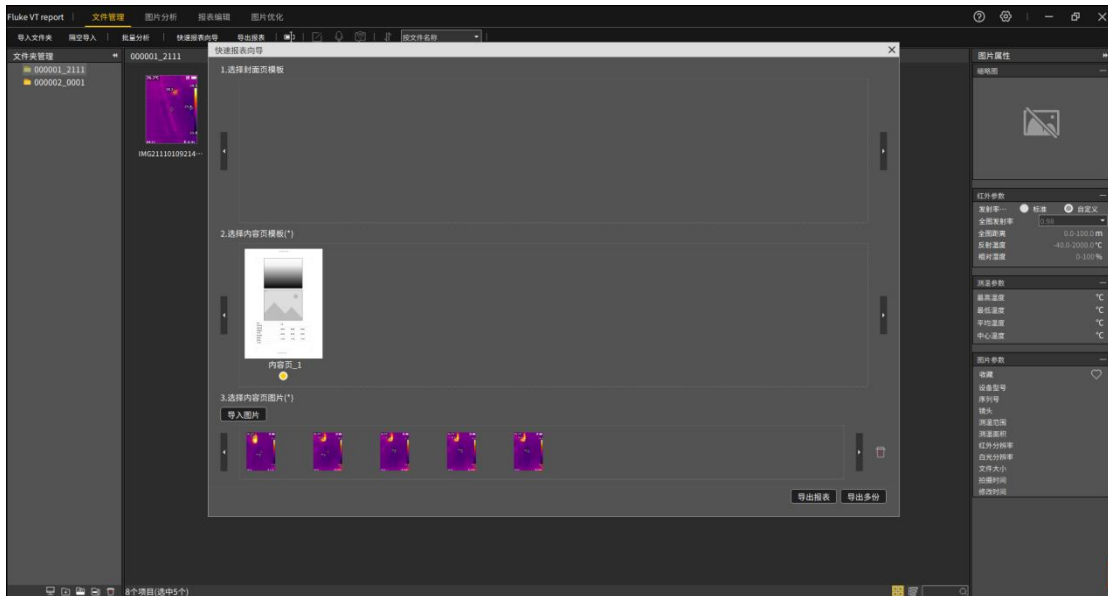 Fluke VT report 文件管理 图片分析 报表编辑 图片优化
导入文件夹 隔空导入 批量分析 快速报表向导 导出报表 按文件名称
文件夹管理
000001_2111
000002_0001
000001_2111
IMG21110109214···
快速报表向导
1.选择封面页模板
2.选择内容页模板(*)
内容页_1
3.选择内容页图片(*)
导入图片
导出报表 导出多份
图片属性
缩略图
红外参数
发射率··· 标准 自定义
全图发射率 0.98
全图距离 0.0-100.0 m
反射温度 -40.0-2000.0 ℃
相对湿度 0-100 %
测温参数
最高温度 ℃
最低温度 ℃
平均温度 ℃
中心温度 ℃
图片参数
收藏
设备型号
序列号
镜头
测温范围
测温面积
红外分辨率
白光分辨率
文件大小
拍摄时间
修改时间
8个项目(选中5个)